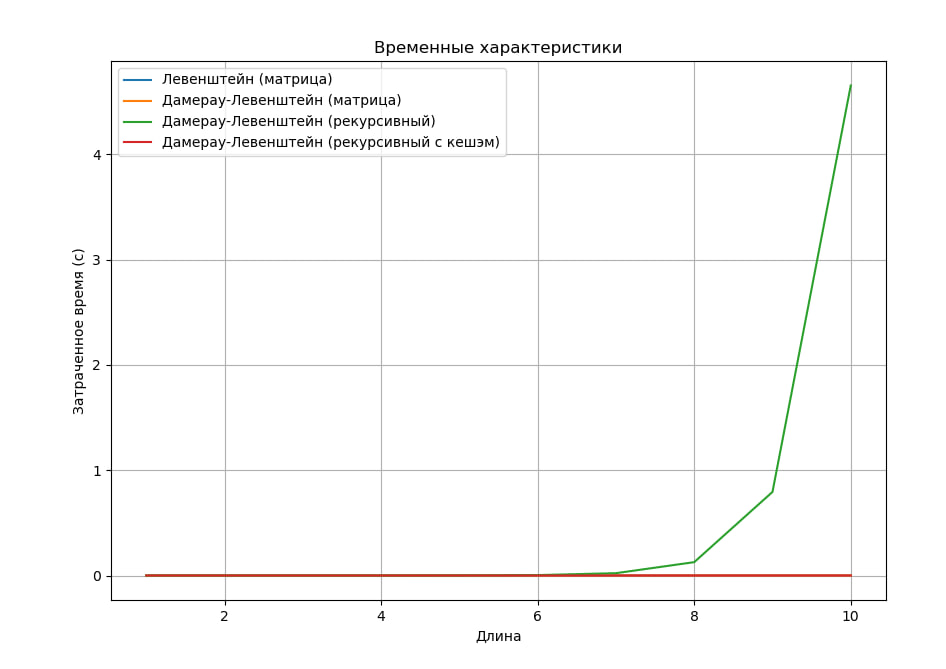 Временные характеристики
Левенштейн (матрица)
Дамерау-Левенштейн (матрица)
Дамерау-Левенштейн (рекурсивный)
Дамерау-Левенштейн (рекурсивный с кешэм)
4
3
2
1
0
Затраченное время (с)
2
4
6
8
10
Длина